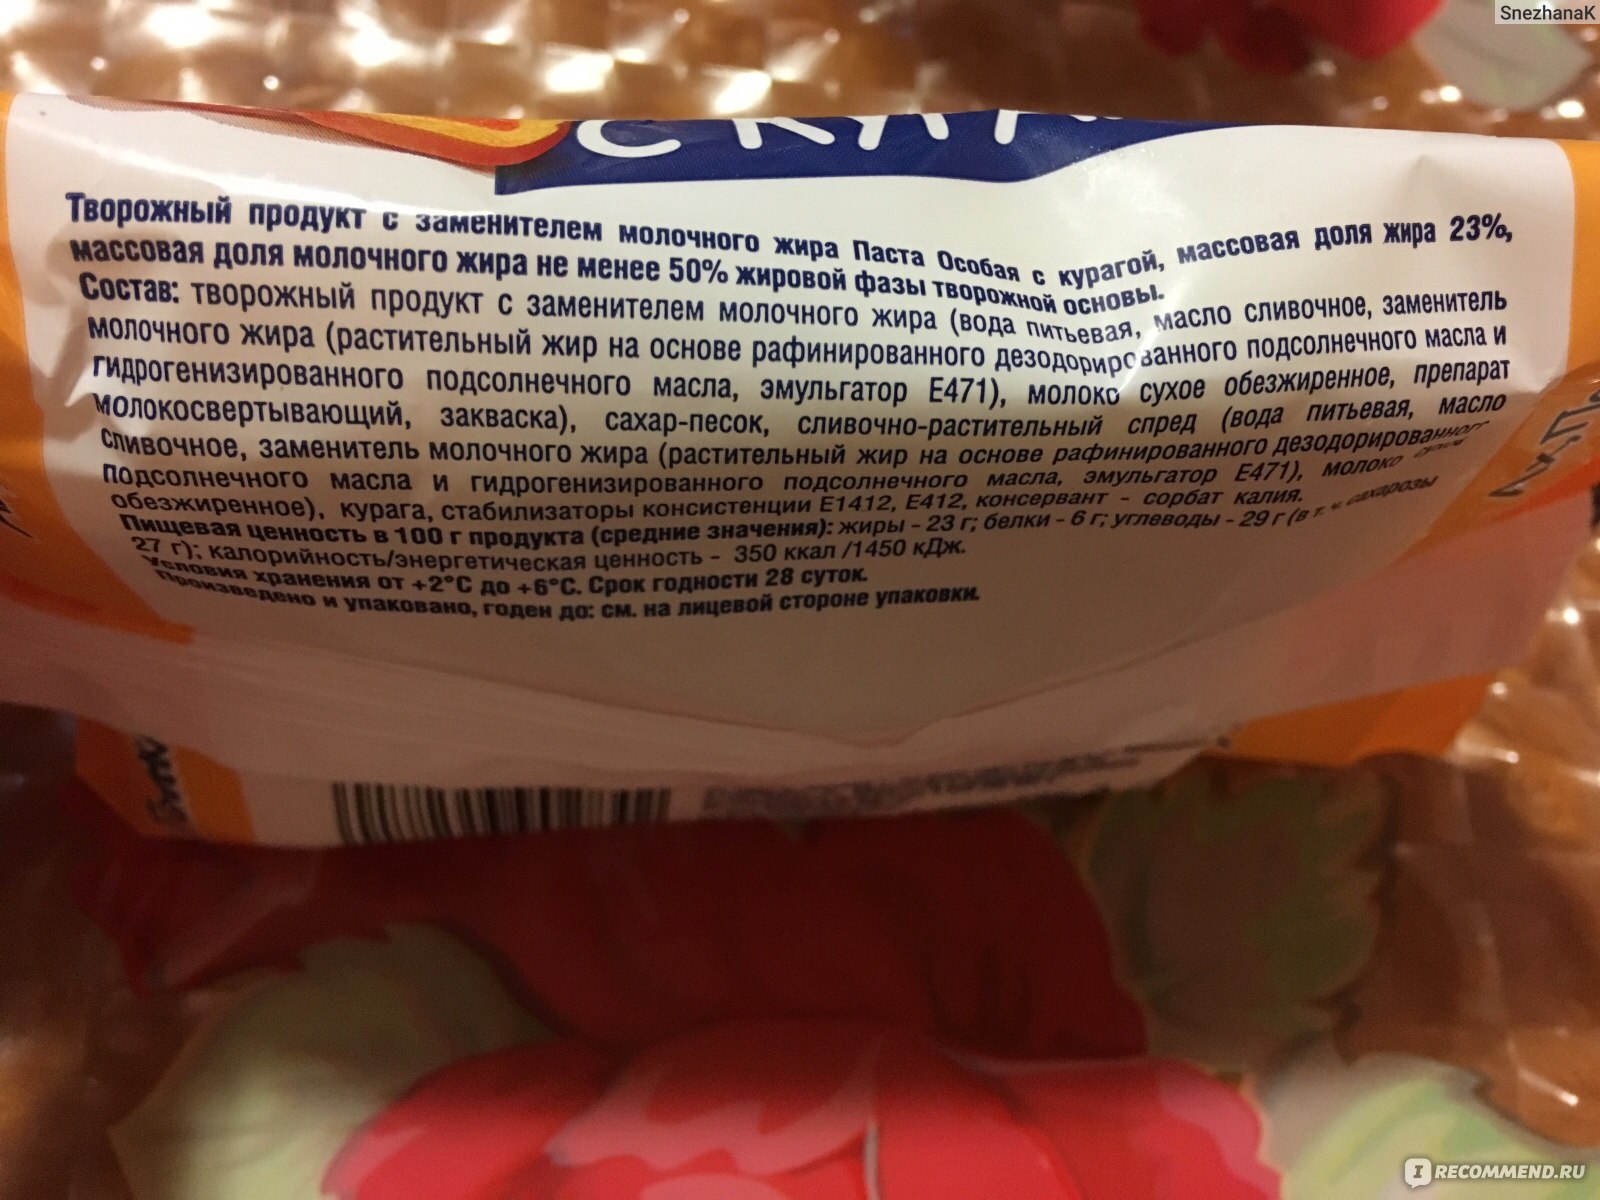 SnezhanaK
Творожный продукт с заменителем молочного жира Паста Особая с курагой, массовая доля жира 23%,
массовая доля молочного жира не менее 50% жировой фазы творожной основы.
Состав: творожный продукт с заменителем молочного жира (вода питьевая, масло сливочное, заменитель
молочного жира (растительный жир на основе рафинированного дезодорированного подсолнечного масла и
гидрогенизированного подсолнечного масла, эмульгатор Е471), молоко сухое обезжиренное, препарат
молокосвертывающий, закваска), сахар-песок, сливочно-растительный спред (вода питьевая, масло
сливочное, заменитель молочного жира (растительный жир на основе рафинированного дезодорированного
подсолнечного масла и гидрогенизированного подсолнечного масла, эмульгатор Е471), молоко сухое
обезжиренное), курага, стабилизаторы консистенции Е1412, Е412, консервант - сорбат калия.
Пищевая ценность в 100 г продукта (средние значения): жиры - 23 г; белки - 6 г; углеводы - 29 г (в т. ч. сахарозы
27 г); калорийность/энергетическая ценность - 350 ккал /1450 кДж.
Условия хранения от +2°С до +6°С. Срок годности 28 суток.
Произведено и упаковано, годен до: см. на лицевой стороне упаковки.
IRECOMMEND.RU